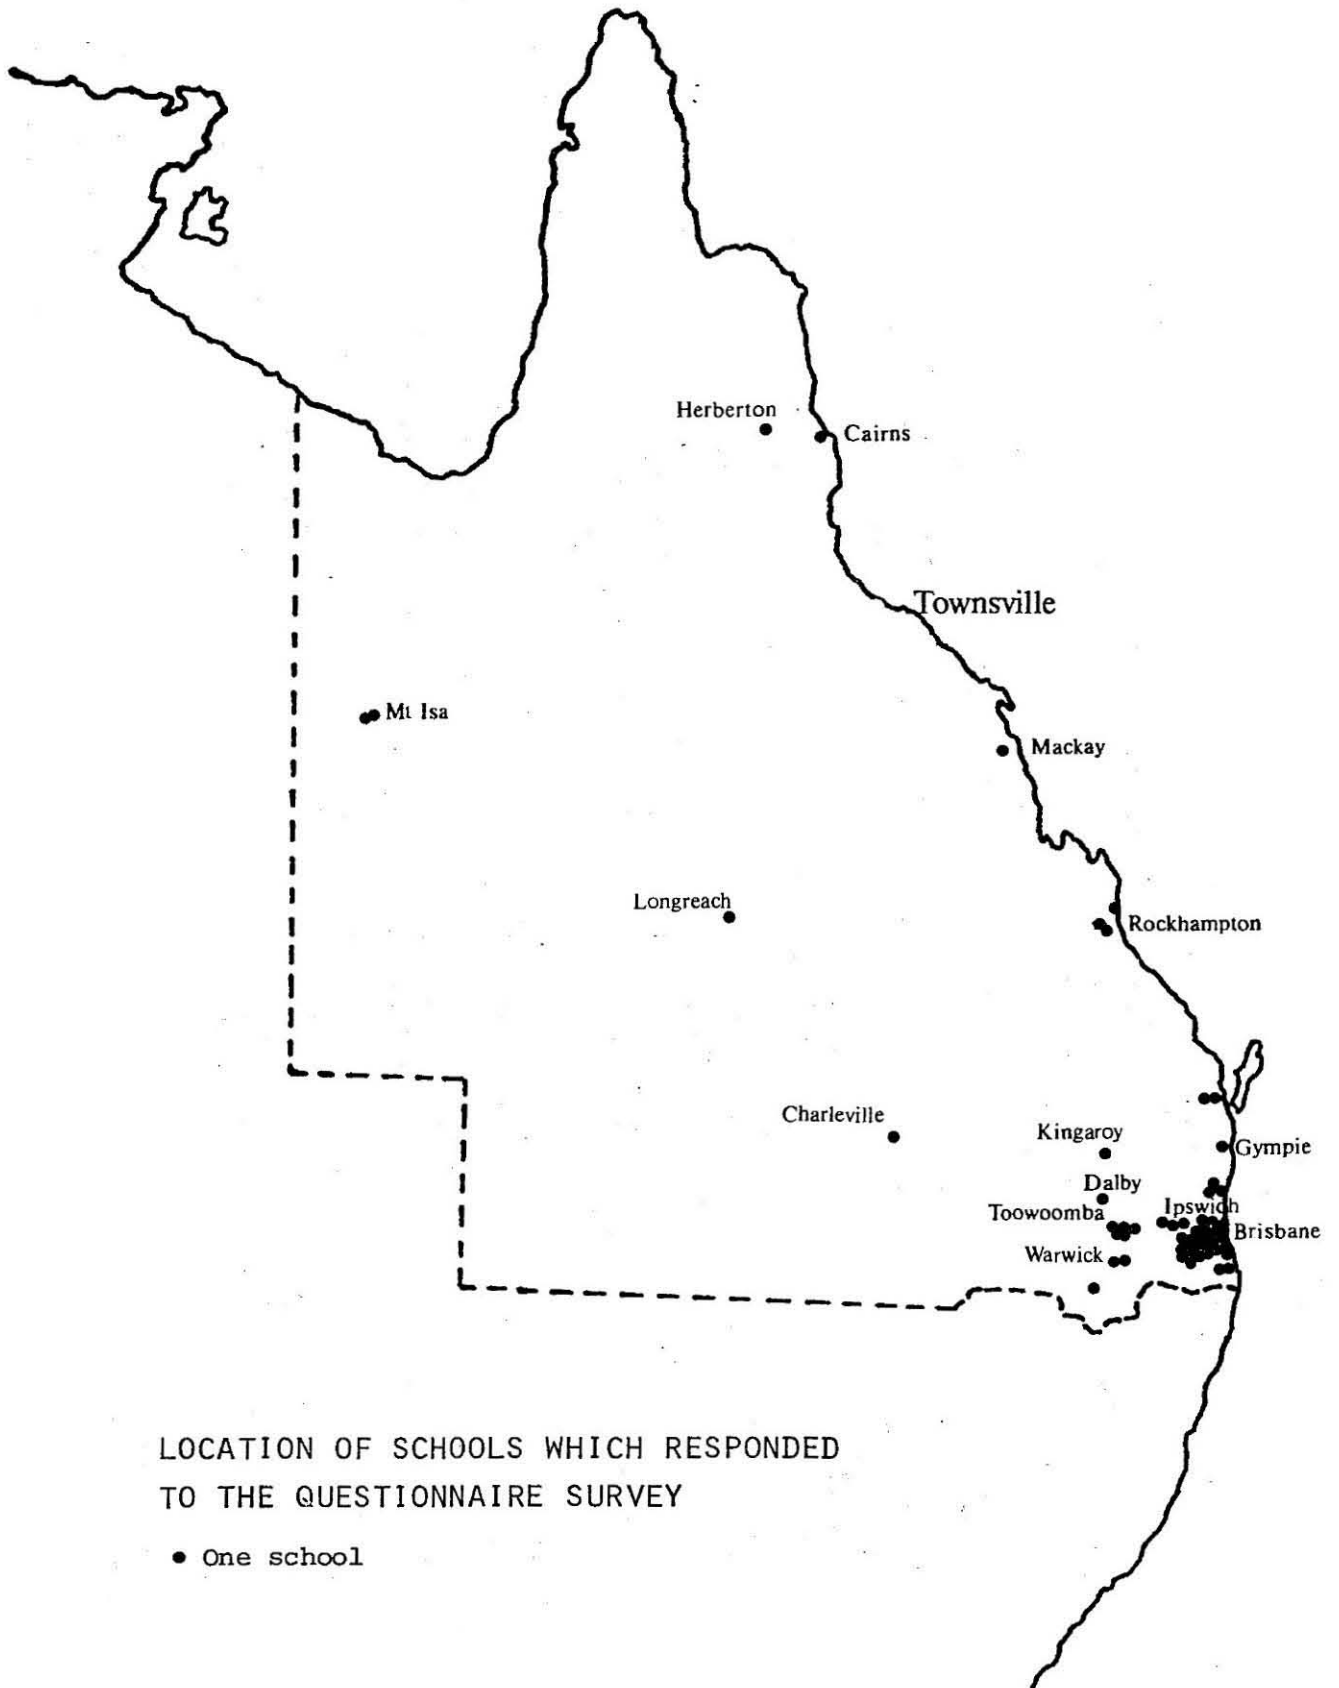 Herberton
Cairns
Townsville
Mt Isa
Mackay
Longreach
Rockhampton
Charleville
Kingaroy
Gympie
Dalby
Ipswich
Toowoomba
Brisbane
Warwick
LOCATION OF SCHOOLS WHICH RESPONDED
TO THE QUESTIONNAIRE SURVEY
• One school